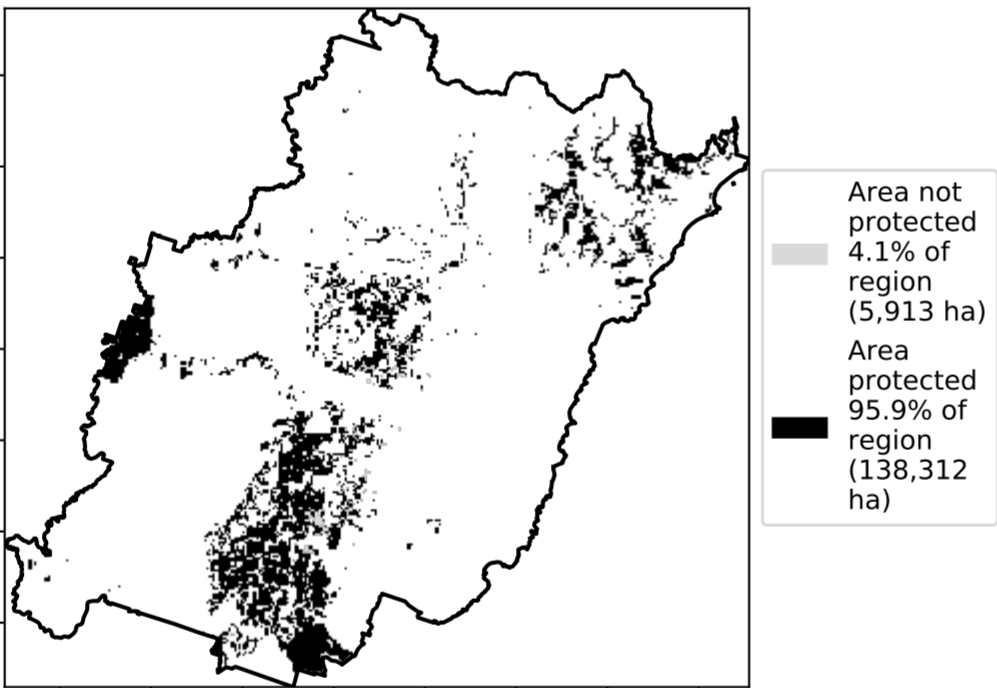 Area not
protected
4.1% of
region
(5,913 ha)
Area
protected
95.9% of
region
(138,312
ha)